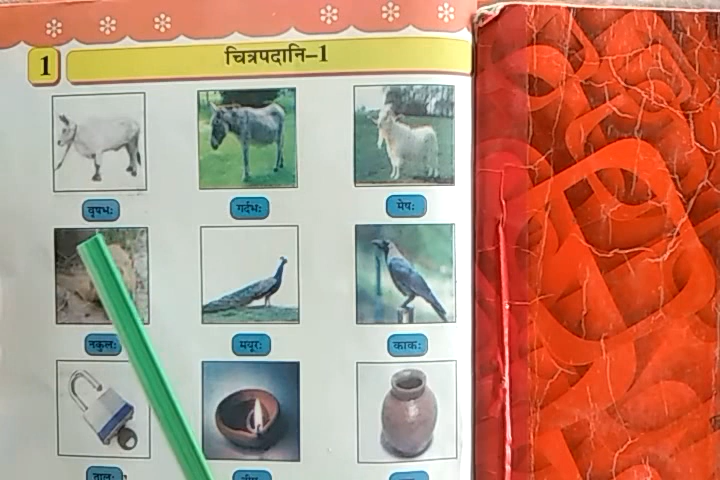 1
चित्रपदानि–1
वृषभः गर्दभः मेषः
नकुलः मयूरः काकः